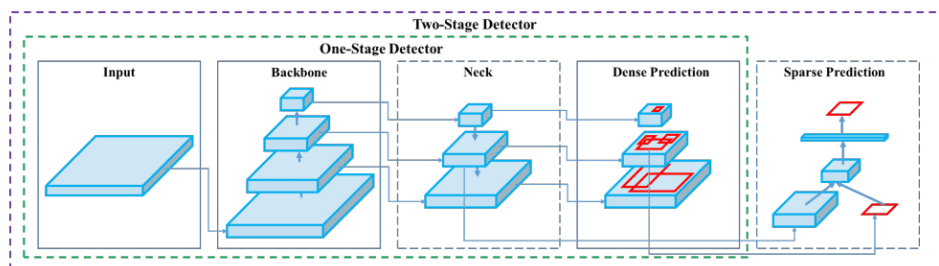 Two-Stage Detector
One-Stage Detector
Input
Backbone
Neck
Dense Prediction
Sparse Prediction